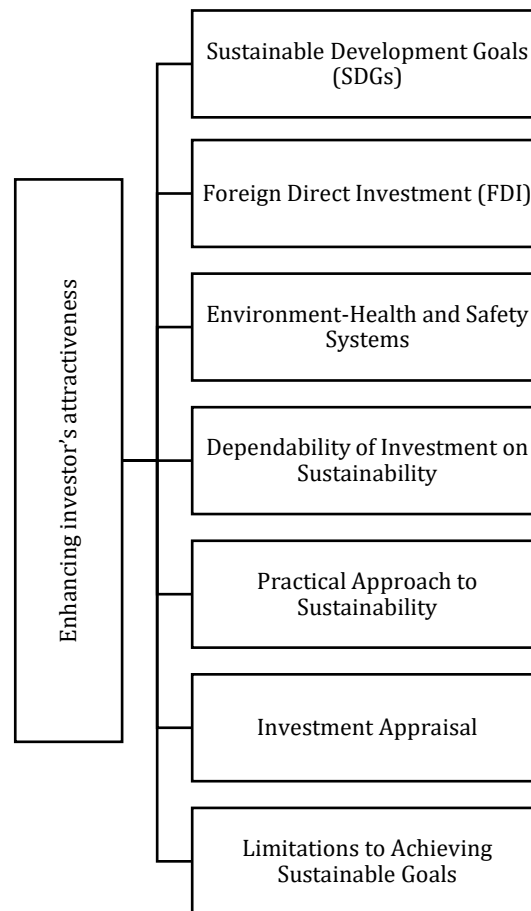 Enhancing investor’s attractiveness
Sustainable Development Goals
(SDGs)
Foreign Direct Investment (FDI)
Environment-Health and Safety
Systems
Dependability of Investment on
Sustainability
Practical Approach to
Sustainability
Investment Appraisal
Limitations to Achieving
Sustainable Goals